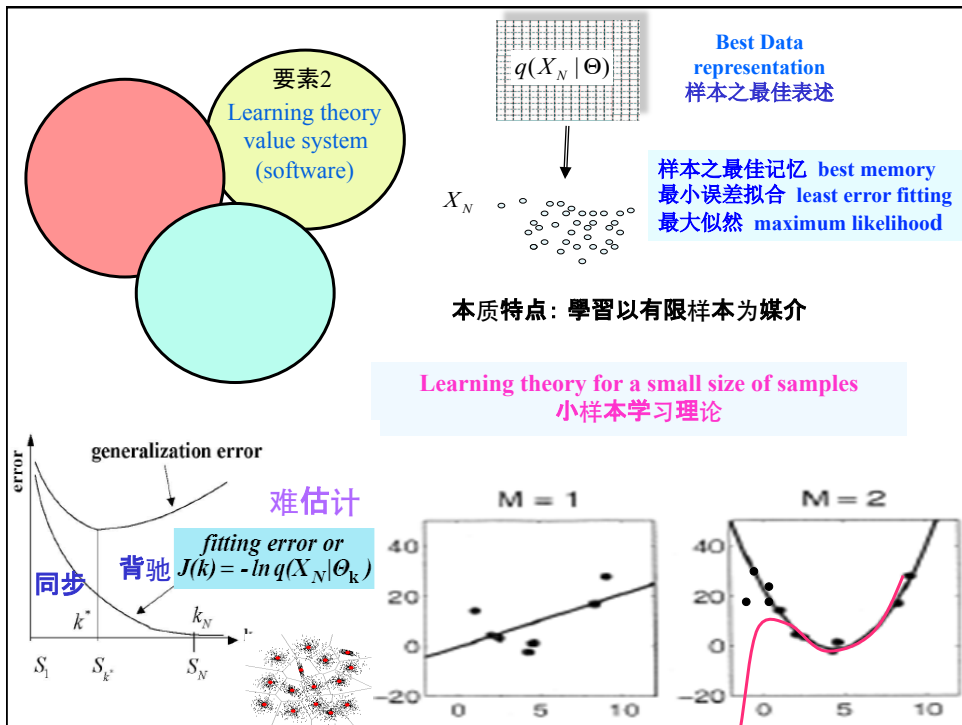 要素2
Learning theory
value system
(software)
q(X_N | Θ)
Best Data
representation
样本之最佳表述
X_N
样本之最佳记忆 best memory
最小误差拟合 least error fitting
最大似然 maximum likelihood
本质特点: 學習以有限样本为媒介
Learning theory for a small size of samples
小样本学习理论
error
generalization error
难估计
fitting error or
J(k) = -ln q(X_N|Θ_k)
同步
背驰
k*
k_N
k
S_1
S_k*
S_N
M = 1
40
20
0
-20
0
5
10
M = 2
40
20
0
-20
0
5
10